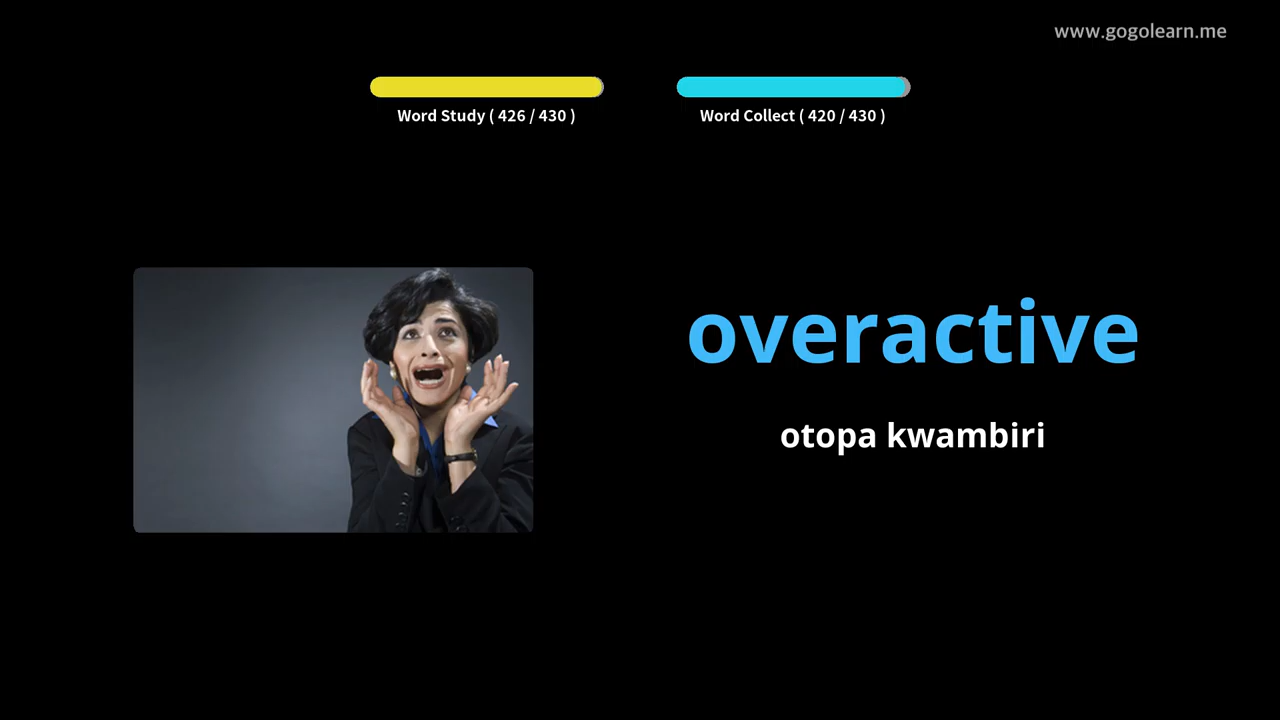 www.gogolearn.me
Word Study ( 426 / 430 )
Word Collect ( 420 / 430 )
overactive
otopa kwambiri